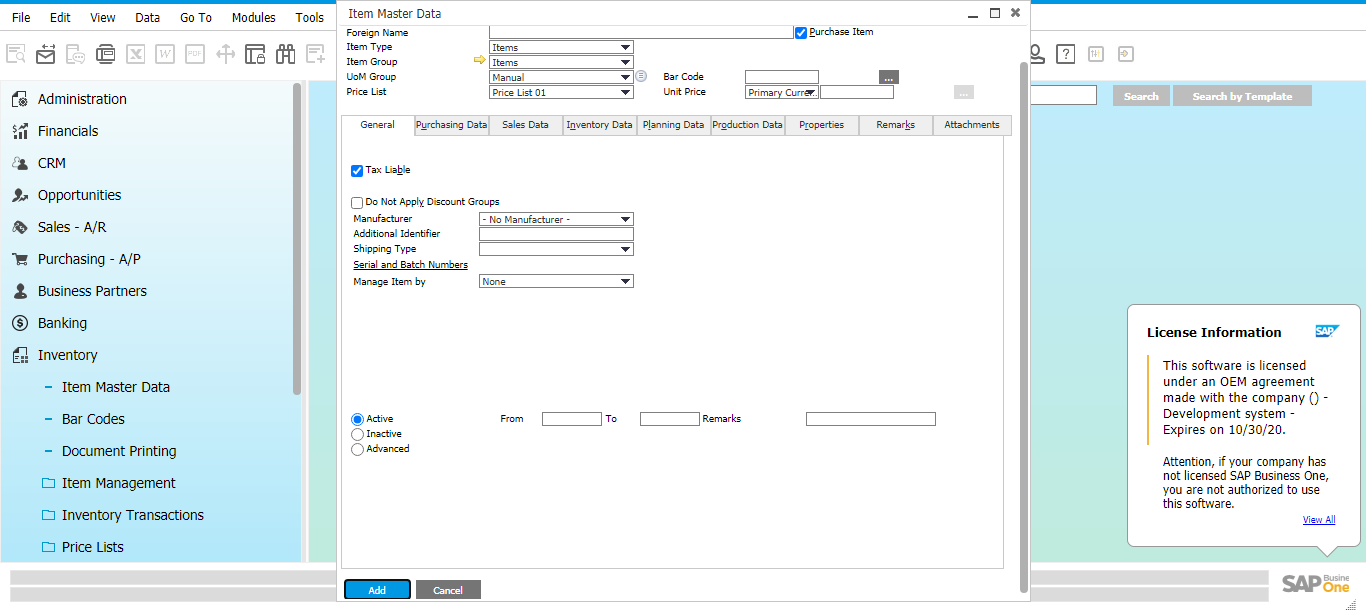 File Edit View Data Go To Modules Tools
Item Master Data
Foreign Name
Purchase Item
Item Type Items
Item Group Items
UoM Group Manual Bar Code ...
Price List Price List 01 Unit Price Primary Curre... ...
Search Search by Template
General Purchasing Data Sales Data Inventory Data Planning Data Production Data Properties Remarks Attachments
Administration
Financials
CRM
Opportunities
Sales - A/R
Purchasing - A/P
Business Partners
Banking
Inventory
Item Master Data
Bar Codes
Document Printing
Item Management
Inventory Transactions
Price Lists
Tax Liable
Do Not Apply Discount Groups
Manufacturer - No Manufacturer -
Additional Identifier
Shipping Type
Serial and Batch Numbers
Manage Item by None
Active From To Remarks
Inactive
Advanced
Add Cancel
License Information SAP
This software is licensed
under an OEM agreement
made with the company () -
Development system -
Expires on 10/30/20.
Attention, if your company has
not licensed SAP Business One,
you are not authorized to use
this software.
View All
SAP Busine
One